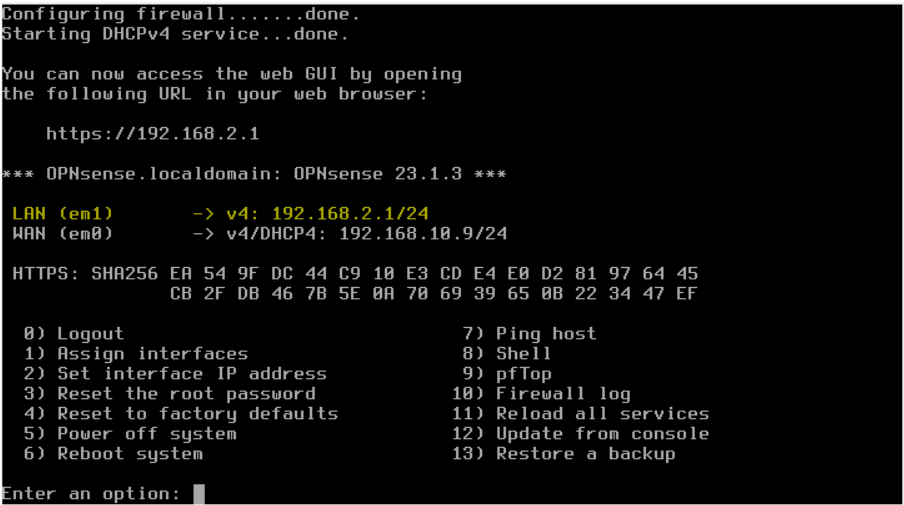 Configuring firewall.......done.
Starting DHCPv4 service...done.
You can now access the web GUI by opening
the following URL in your web browser:
https://192.168.2.1
*** OPNsense.localdomain: OPNsense 23.1.3 ***
LAN (em1) -> v4: 192.168.2.1/24
WAN (em0) -> v4/DHCP4: 192.168.10.9/24
HTTPS: SHA256 EA 54 9F DC 44 C9 10 E3 CD E4 E0 D2 81 97 64 45
CB 2F DB 46 7B 5E 0A 70 69 39 65 0B 22 34 47 EF
0) Logout 7) Ping host
1) Assign interfaces 8) Shell
2) Set interface IP address 9) pfTop
3) Reset the root password 10) Firewall log
4) Reset to factory defaults 11) Reload all services
5) Power off system 12) Update from console
6) Reboot system 13) Restore a backup
Enter an option: